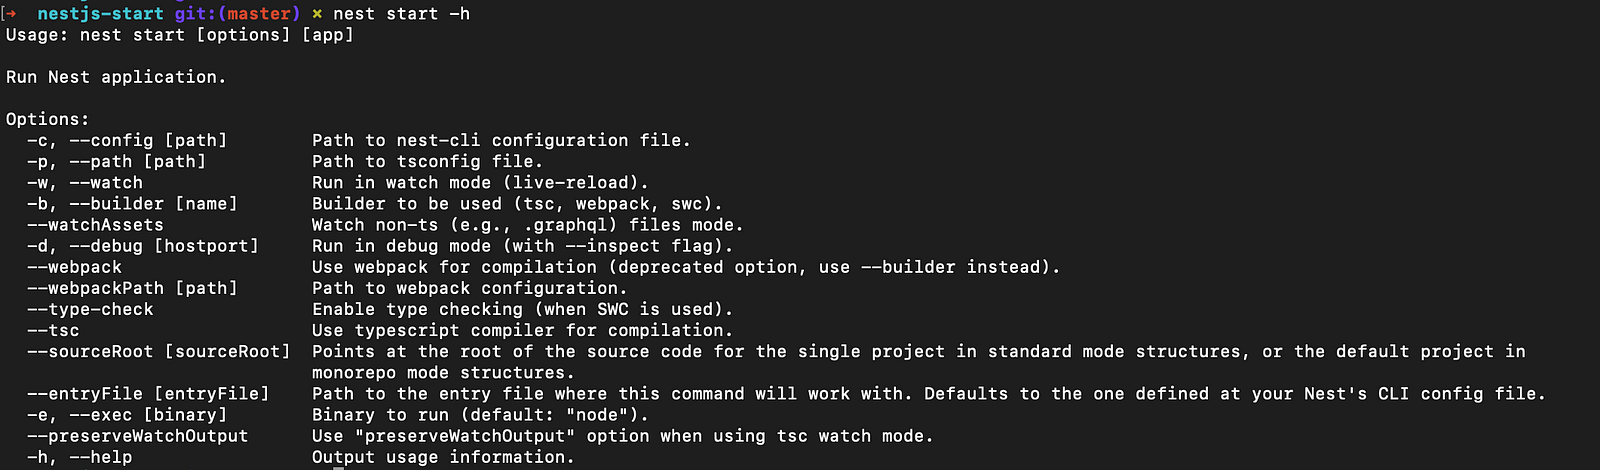 [➜  nestjs-start git:(master) ✗ nest start -h
Usage: nest start [options] [app]
Run Nest application.
Options:
-c, --config [path] Path to nest-cli configuration file.
-p, --path [path] Path to tsconfig file.
-w, --watch Run in watch mode (live-reload).
-b, --builder [name] Builder to be used (tsc, webpack, swc).
--watchAssets Watch non-ts (e.g., .graphql) files mode.
-d, --debug [hostport] Run in debug mode (with --inspect flag).
--webpack Use webpack for compilation (deprecated option, use --builder instead).
--webpackPath [path] Path to webpack configuration.
--type-check Enable type checking (when SWC is used).
--tsc Use typescript compiler for compilation.
--sourceRoot [sourceRoot] Points at the root of the source code for the single project in standard mode structures, or the default project in
monorepo mode structures.
--entryFile [entryFile] Path to the entry file where this command will work with. Defaults to the one defined at your Nest's CLI config file.
-e, --exec [binary] Binary to run (default: "node").
--preserveWatchOutput Use "preserveWatchOutput" option when using tsc watch mode.
-h, --help Output usage information.